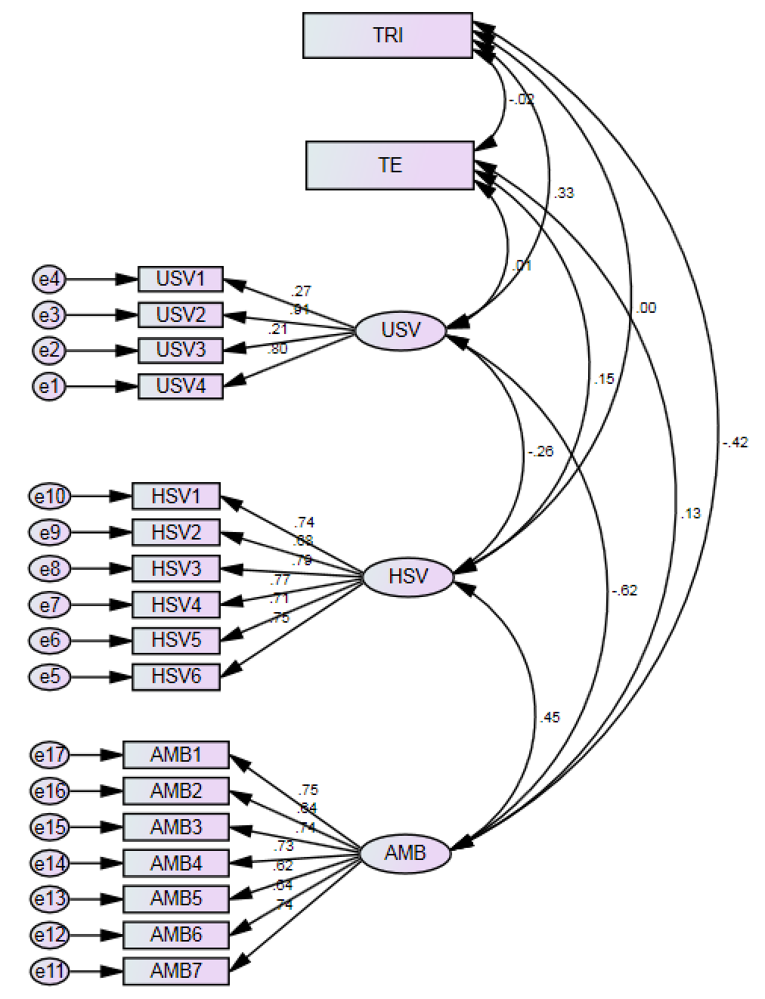 TRI
-.02
TE
.33
.01
e4 USV1
.27
e3 USV2
.91
USV
.00
.21
e2 USV3
.80
e1 USV4
.15
-.42
-.26
e10 HSV1
.13
.74
e9 HSV2
.68
.79
e8 HSV3
HSV
.77
-.62
e7 HSV4
.71
.75
e6 HSV5
e5 HSV6
.45
e17 AMB1
.75
e16 AMB2
.64
e15 AMB3
.74
.73
AMB
e14 AMB4
.62
.64
e13 AMB5
.74
e12 AMB6
e11 AMB7